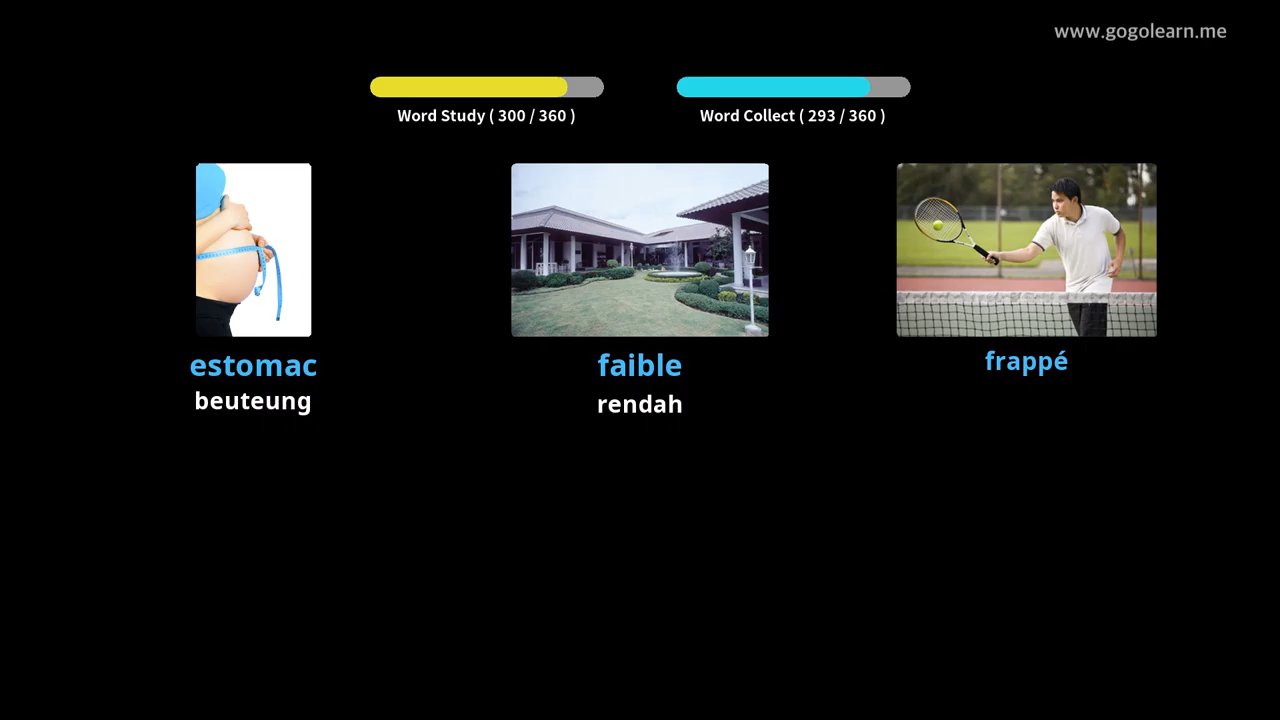 www.gogolearn.me
Word Study ( 300 / 360 )
Word Collect ( 293 / 360 )
estomac
beuteung
faible
rendah
frappé